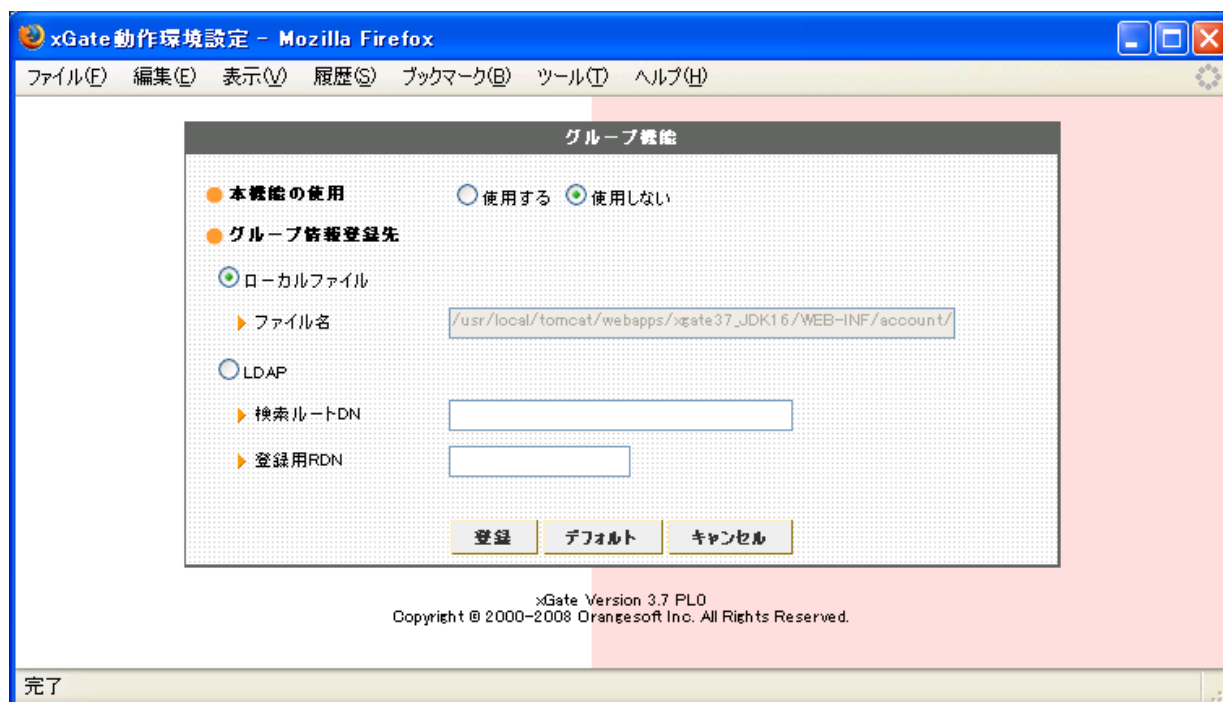 xGate動作環境設定 - Mozilla Firefox
ファイル(F) 編集(E) 表示(V) 履歴(S) ブックマーク(B) ツール(T) ヘルプ(H)
グループ機能
本機能の使用 使用する 使用しない
グループ情報登録先
ローカルファイル
ファイル名 /usr/local/tomcat/webapps/xgate37_JDK16/WEB-INF/account/
LDAP
検索ルートDN
登録用RDN
登録 デフォルト キャンセル
xGate Version 3.7 PL0
Copyright © 2000-2008 Orangesoft Inc. All Rights Reserved.
完了